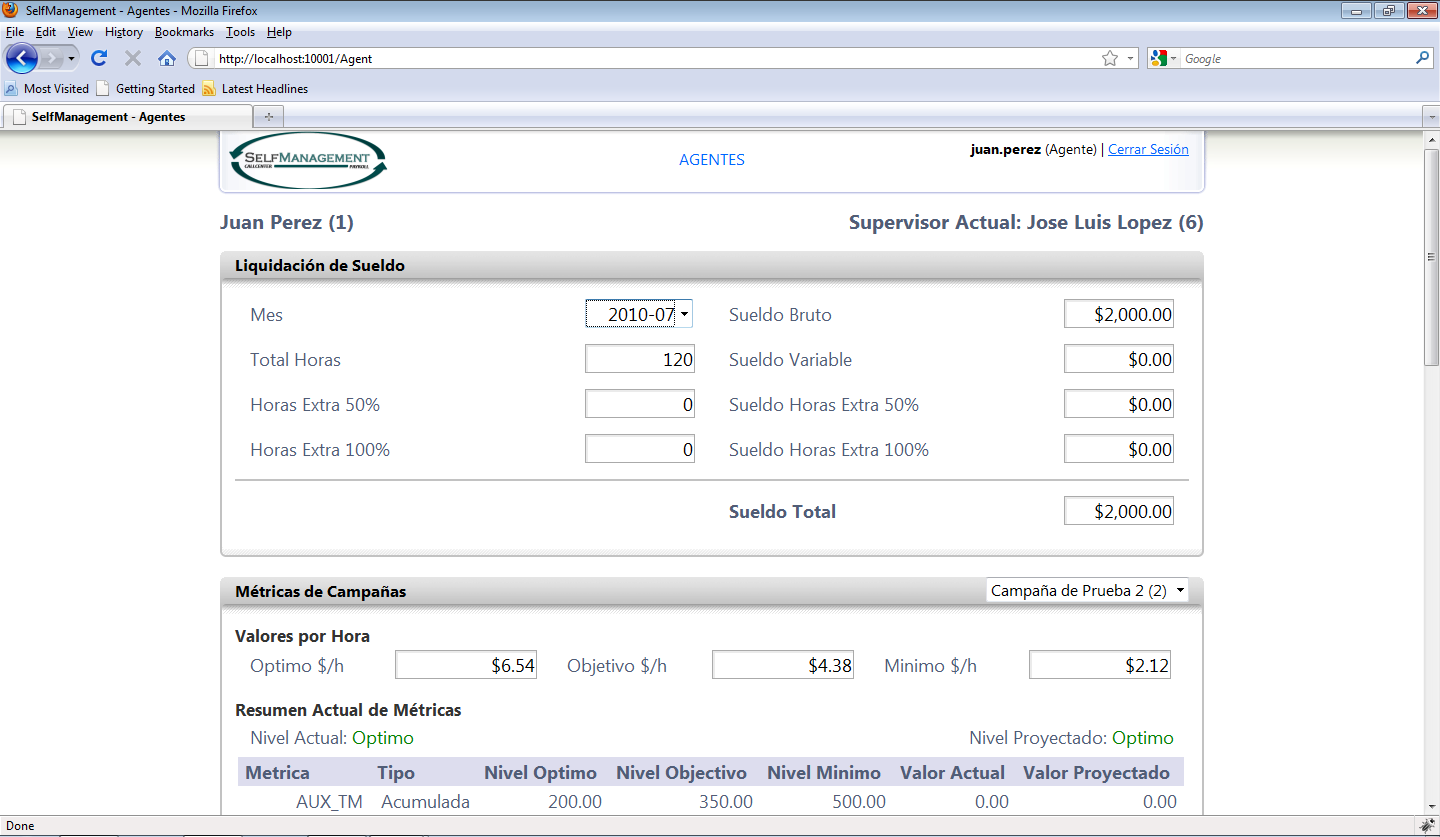 SelfManagement - Agentes - Mozilla Firefox
File Edit View History Bookmarks Tools Help
http://localhost:10001/Agent Google
Most Visited Getting Started Latest Headlines
SelfManagement - Agentes
SELFMANAGEMENT
CALLCENTER PAYROLL
AGENTES
juan.perez (Agente) | Cerrar Sesión
Juan Perez (1) Supervisor Actual: Jose Luis Lopez (6)
Liquidación de Sueldo
Mes 2010-07 Sueldo Bruto $2,000.00
Total Horas 120 Sueldo Variable $0.00
Horas Extra 50% 0 Sueldo Horas Extra 50% $0.00
Horas Extra 100% 0 Sueldo Horas Extra 100% $0.00
Sueldo Total $2,000.00
Métricas de Campañas Campaña de Prueba 2 (2)
Valores por Hora
Optimo $/h $6.54 Objetivo $/h $4.38 Minimo $/h $2.12
Resumen Actual de Métricas
Nivel Actual: Optimo Nivel Proyectado: Optimo
Metrica Tipo Nivel Optimo Nivel Objectivo Nivel Minimo Valor Actual Valor Proyectado
AUX_TM Acumulada 200.00 350.00 500.00 0.00 0.00
Done